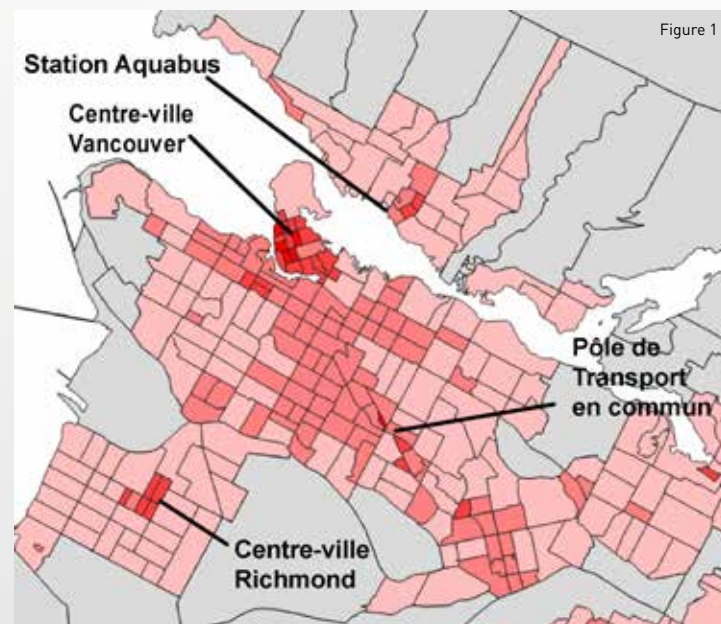 Figure 1
Station Aquabus
Centre-ville
Vancouver
Pôle de
Transport
en commun
Centre-ville
Richmond